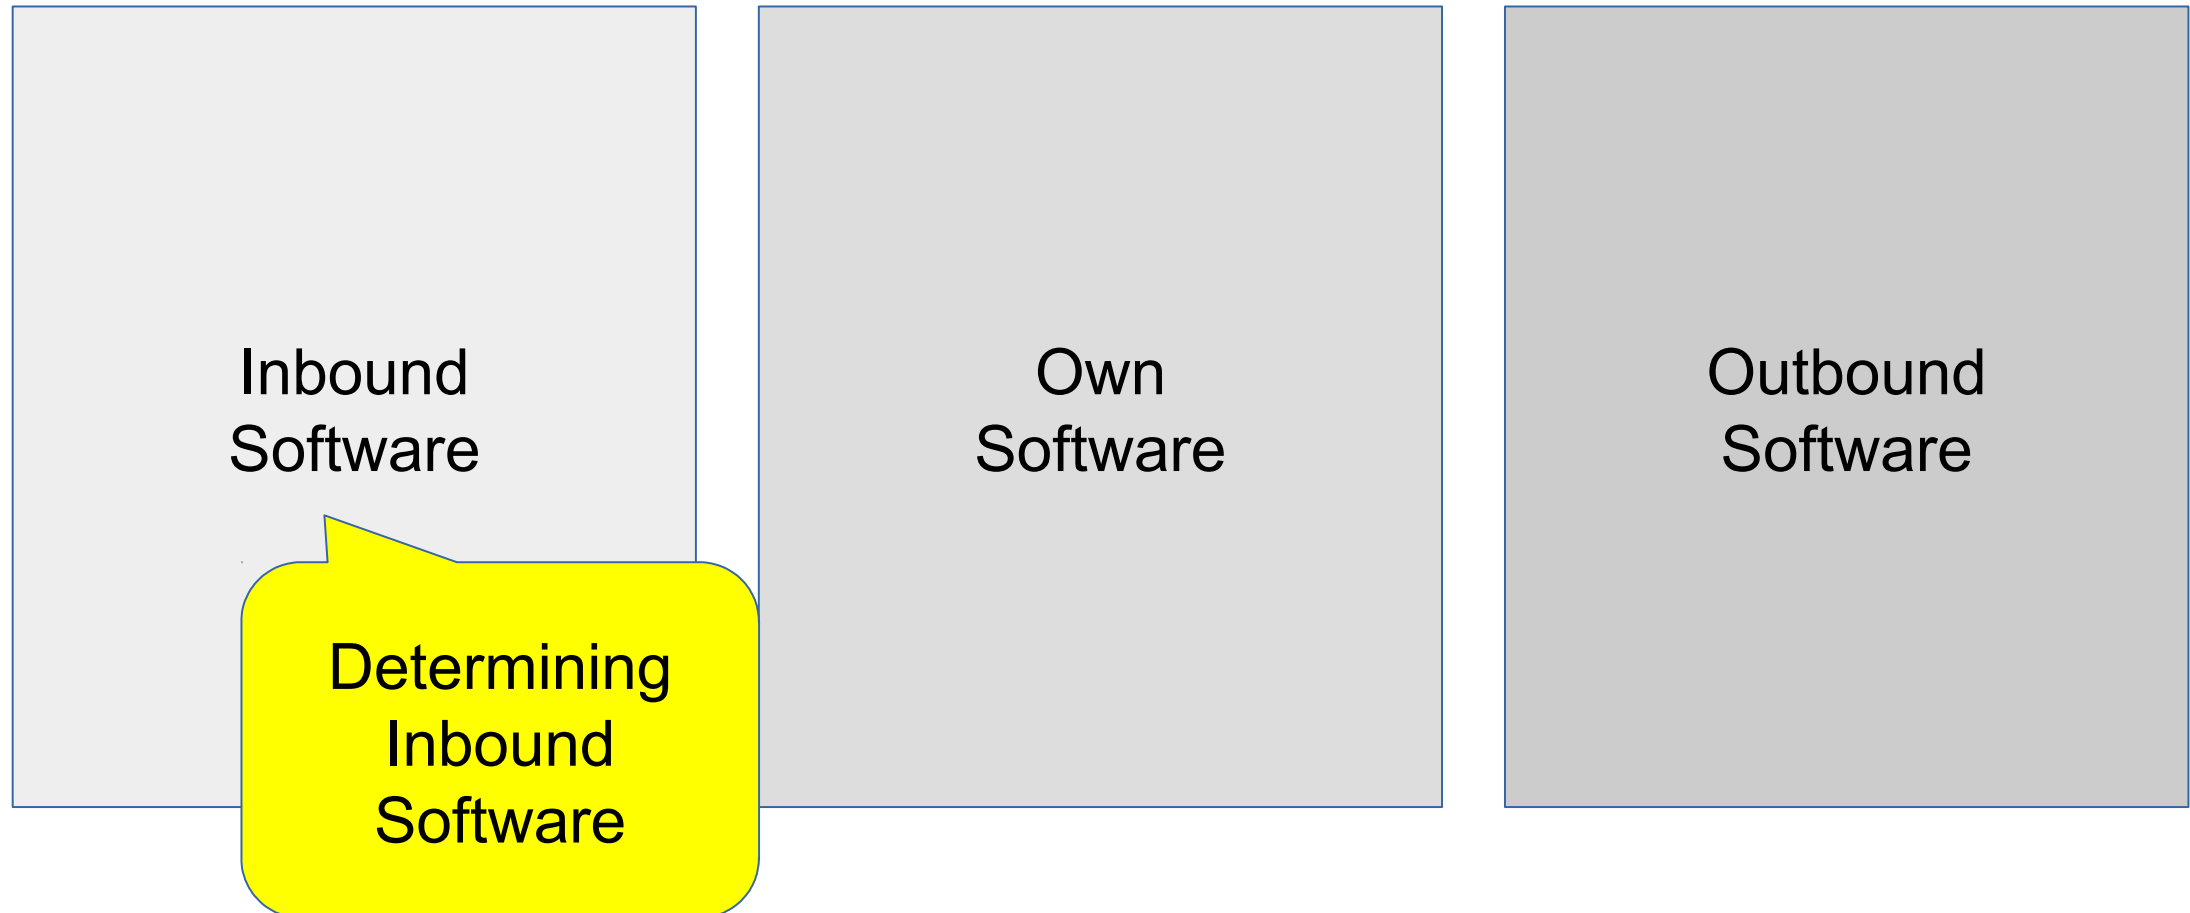 Inbound
Software
Own
Software
Outbound
Software
Determining
Inbound
Software